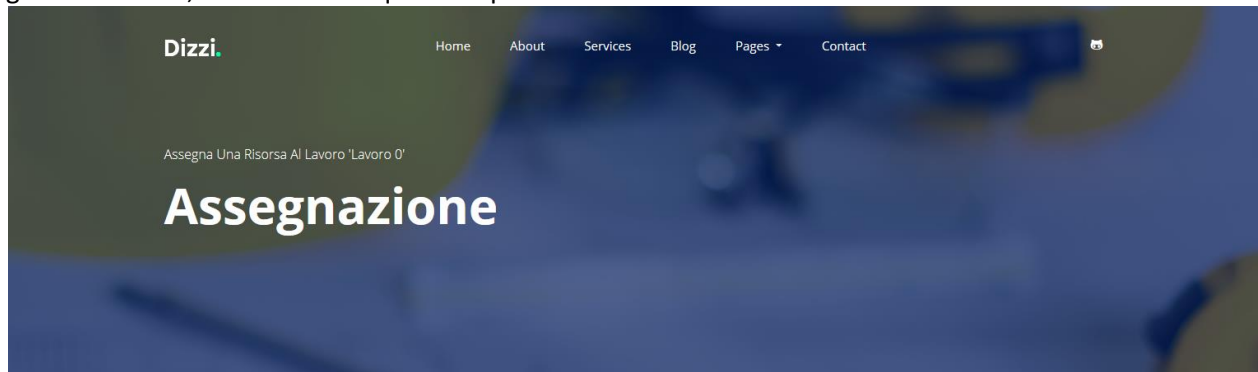 Dizzi.
Home About Services Blog Pages Contact
Assegna Una Risorsa Al Lavoro 'Lavoro 0'
Assegnazione